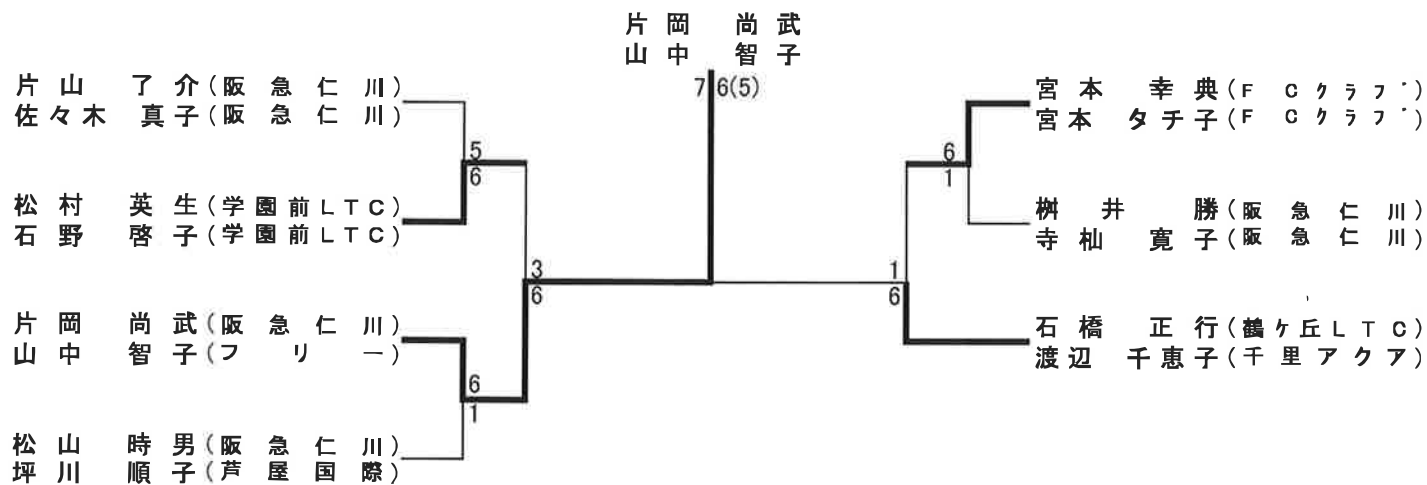 片岡 尚武
山中 智子
7 6(5)
片山 了介(阪急仁川)
佐々木 真子(阪急仁川)
5
6
松村 英生(学園前LTC)
石野 啓子(学園前LTC)
3
6
片岡 尚武(阪急仁川)
山中 智子(フリー)
6
1
松山 時男(阪急仁川)
坪川 順子(芦屋国際)
宮本 幸典(FCクラブ)
宮本 タチ子(FCクラブ)
6
1
桝井 勝(阪急仁川)
寺杣 寛子(阪急仁川)
1
6
石橋 正行(鶴ケ丘LTC)
渡辺 千恵子(千里アクア)